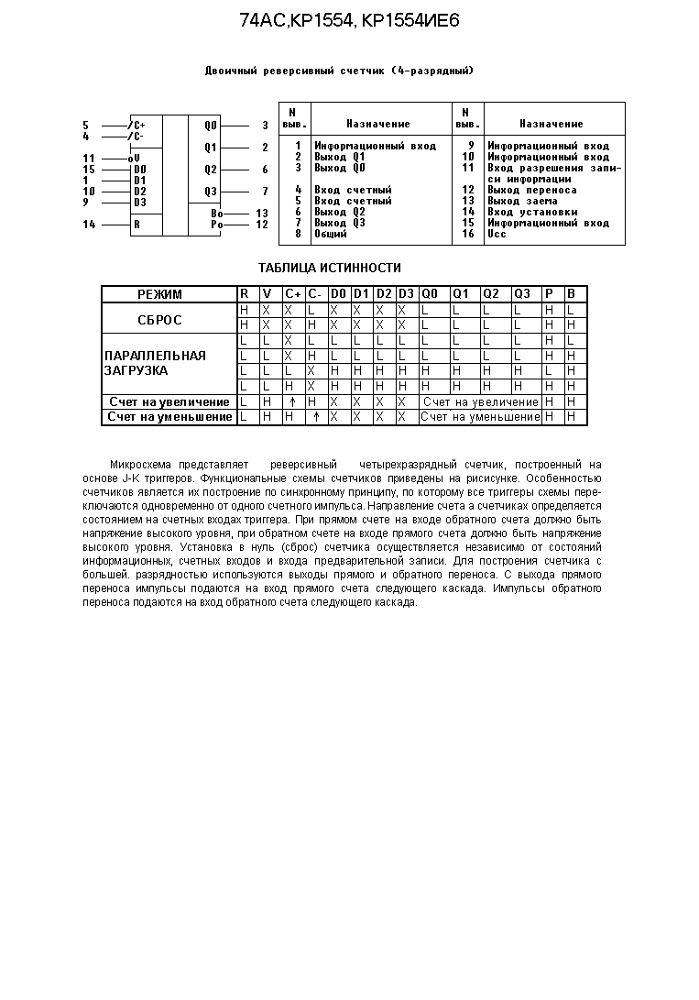 74AC,КР1554, КР1554ИЕ6
Двоичный реверсивный счетчик (4-разрядный)
5 /C+ Q0 3
4 /C-
Q1 2
11 oV
15 D0 Q2 6
1 D1
10 D2 Q3 7
9 D3
Bo 13
14 R Po 12
N выв. Назначение N выв. Назначение
1 Информационный вход 9 Информационный вход
2 Выход Q1 10 Информационный вход
3 Выход Q0 11 Вход разрешения запи-
си информации
4 Вход счетный 12 Выход переноса
5 Вход счетный 13 Выход заема
6 Выход Q2 14 Вход установки
7 Выход Q3 15 Информационный вход
8 Общий 16 Ucc
ТАБЛИЦА ИСТИННОСТИ
РЕЖИМ R V C+ C- D0 D1 D2 D3 Q0 Q1 Q2 Q3 P B
СБРОС H X X L X X X X L L L L H L
H X X H X X X X L L L L H H
ПАРАЛЛЕЛЬНАЯ ЗАГРУЗКА L L X L L L L L L L L L H L
L L X H L L L L L L L L H H
L L L X H H H H H H H H L H
L L H X H H H H H H H H H H
Счет на увеличение L H ↑ H X X X X Счет на увеличение H H
Счет на уменьшение L H H ↑ X X X X Счет на уменьшение H H
Микросхема представляет реверсивный четырехразрядный счетчик, построенный на
основе J-K триггеров. Функциональные схемы счетчиков приведены на рисисунке. Особенностью
счетчиков является их построение по синхронному принципу, по которому все триггеры схемы пере-
ключаются одновременно от одного счетного импульса. Направление счета а счетчиках определяется
состоянием на счетных входах триггера. При прямом счете на входе обратного счета должно быть
напряжение высокого уровня, при обратном счете на входе прямого счета должно быть напряжение
высокого уровня. Установка в нуль (сброс) счетчика осуществляется независимо от состояний
информационных, счетных входов и входа предварительной записи. Для построения счетчика с
большей. разрядностью используются выходы прямого и обратного переноса. С выхода прямого
переноса импульсы подаются на вход прямого счета следующего каскада. Импульсы обратного
переноса подаются на вход обратного счета следующего каскада.